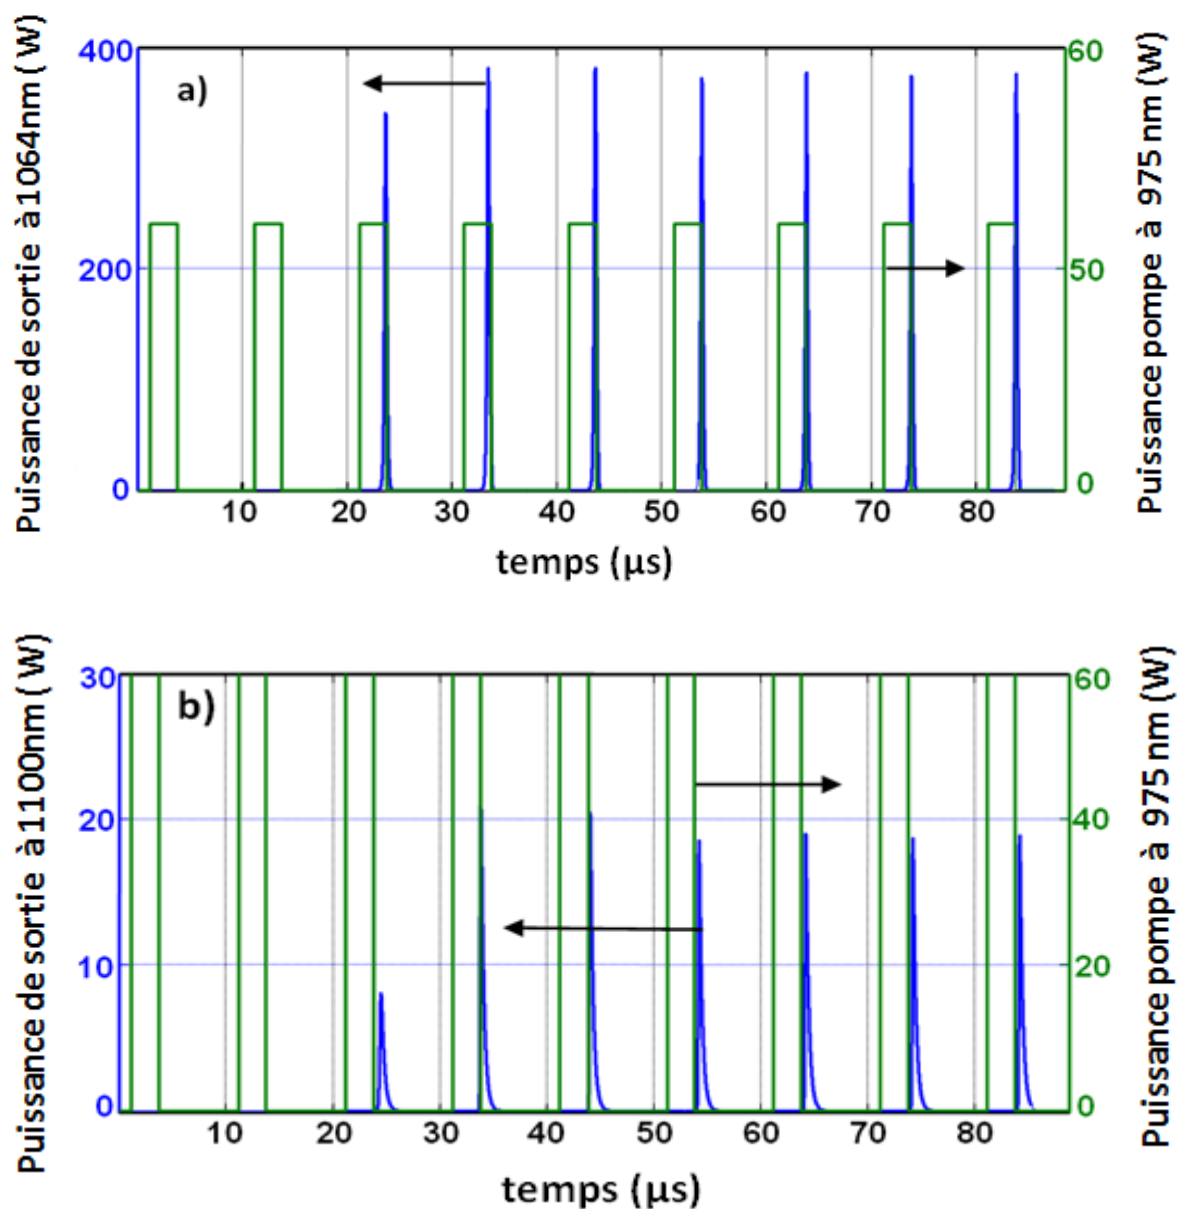 Puissance de sortie à 1064nm ( W)
400
200
0
a)
60
50
0
Puissance pompe à 975 nm (W)
10 20 30 40 50 60 70 80
temps (µs)
Puissance de sortie à 1100nm ( W)
30
20
10
0
b)
60
40
20
0
Puissance pompe à 975 nm (W)
10 20 30 40 50 60 70 80
temps (µs)